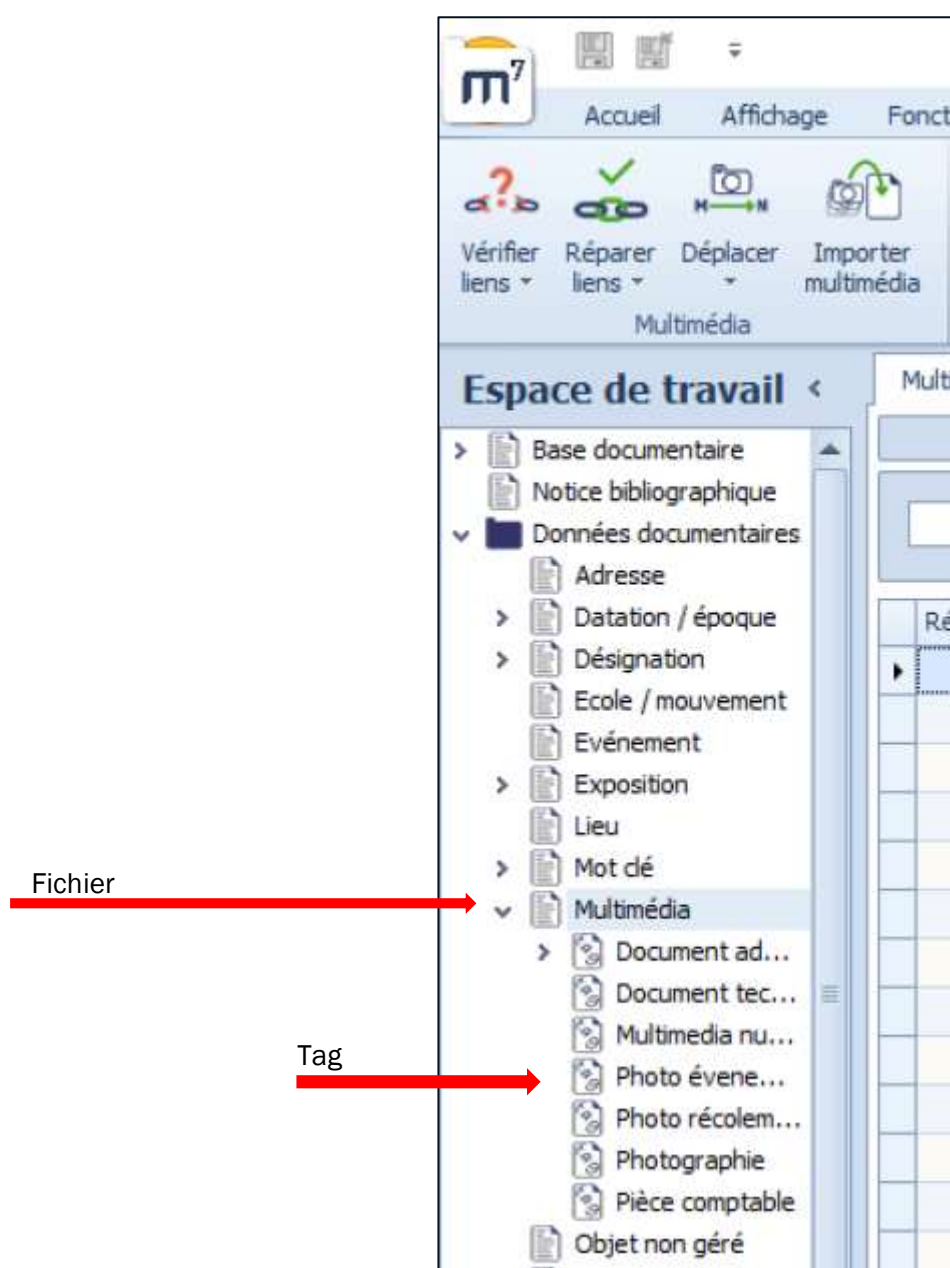 m7
Accueil Affichage Fonct
Vérifier liens Réparer liens Déplacer Importer multimédia
M N
Multimédia
Espace de travail
Multi
Base documentaire
Notice bibliographique
Données documentaires
Adresse
Datation / époque
Ré
Désignation
Ecole / mouvement
Evénement
Exposition
Lieu
Mot clé
Fichier
Multimédia
Document ad...
Document tec...
Multimedia nu...
Tag
Photo évene...
Photo récolem...
Photographie
Pièce comptable
Objet non géré